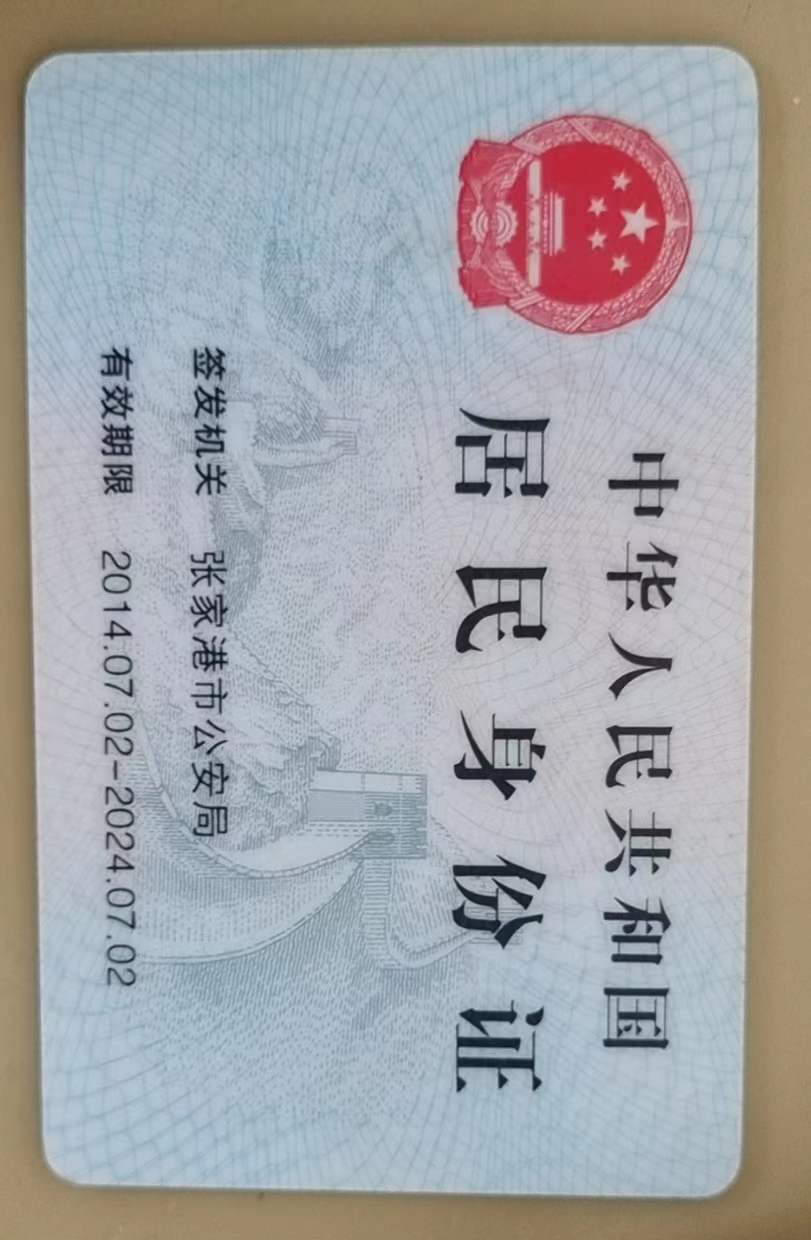 中华人民共和国
居民身份证
签发机关 张家港市公安局
有效期限 2014.07.02-2024.07.02